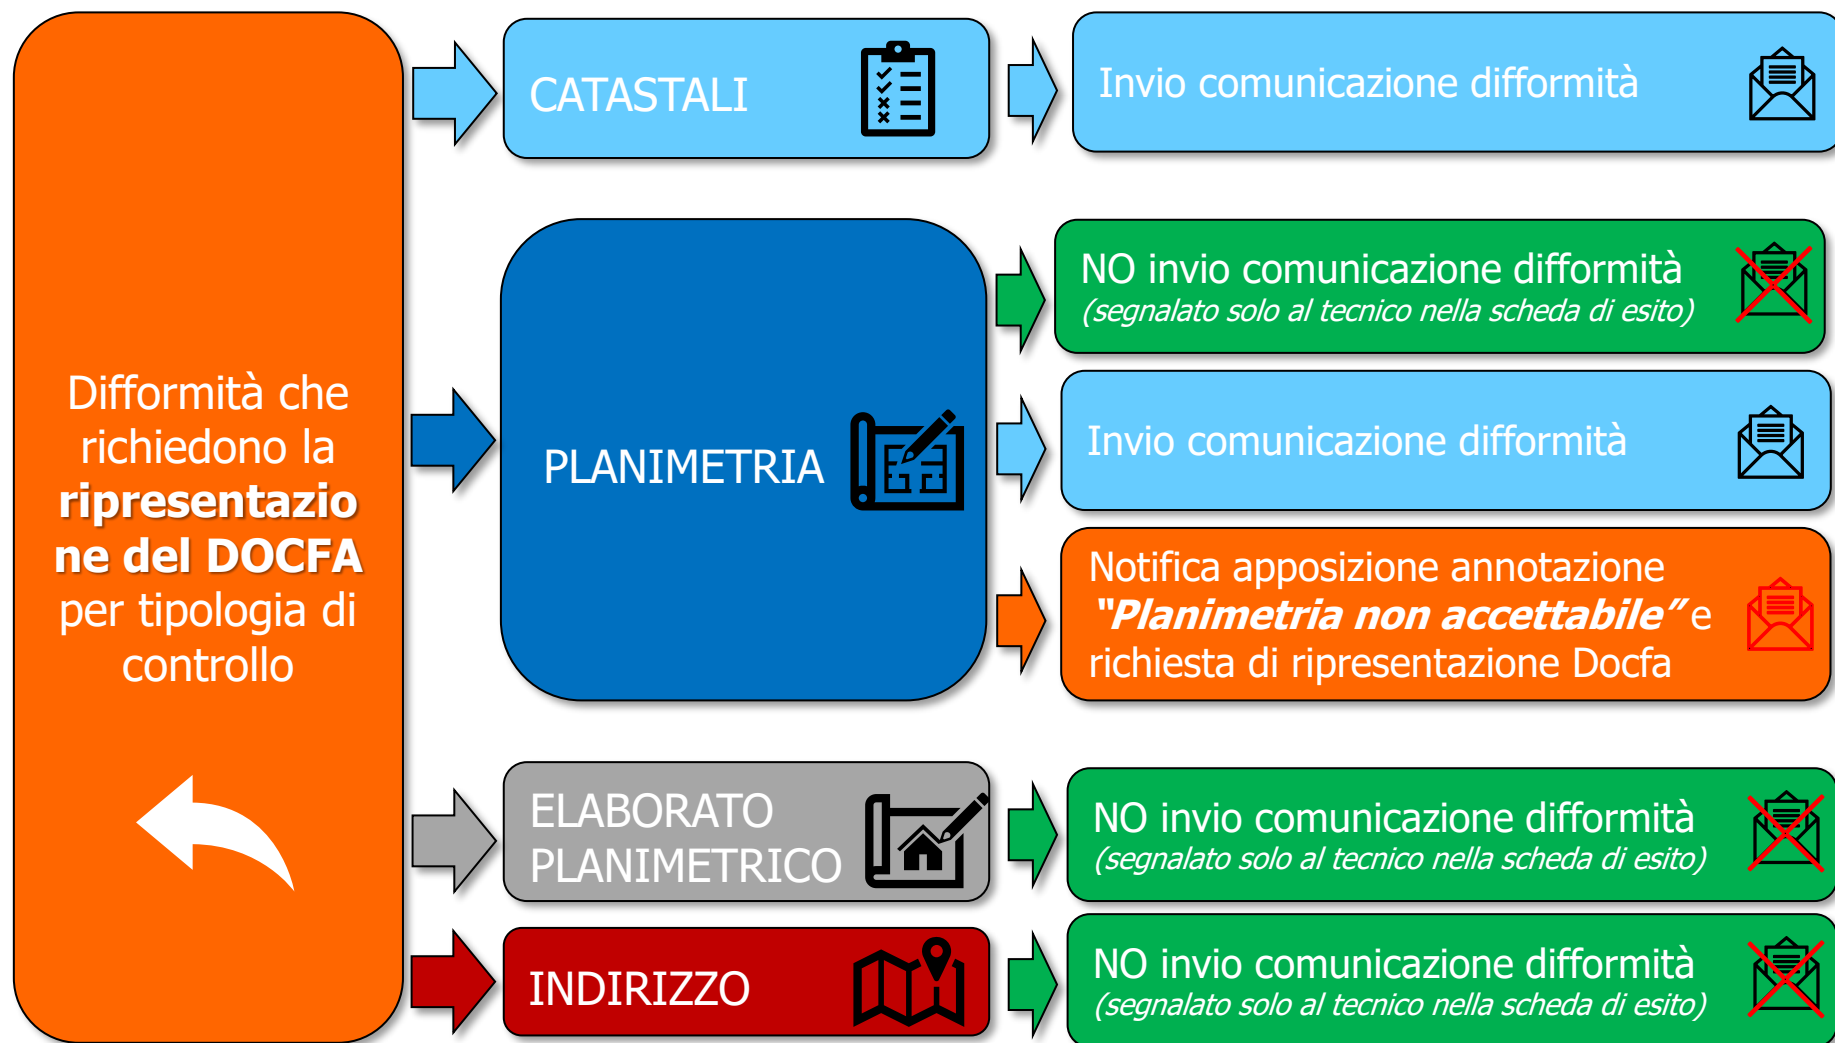 Difformità che
richiedono la
ripresentazio
ne del DOCFA
per tipologia di
controllo
CATASTALI
Invio comunicazione difformità
PLANIMETRIA
NO invio comunicazione difformità
(segnalato solo al tecnico nella scheda di esito)
Invio comunicazione difformità
Notifica apposizione annotazione
“Planimetria non accettabile” e
richiesta di ripresentazione Docfa
ELABORATO
PLANIMETRICO
NO invio comunicazione difformità
(segnalato solo al tecnico nella scheda di esito)
INDIRIZZO
NO invio comunicazione difformità
(segnalato solo al tecnico nella scheda di esito)